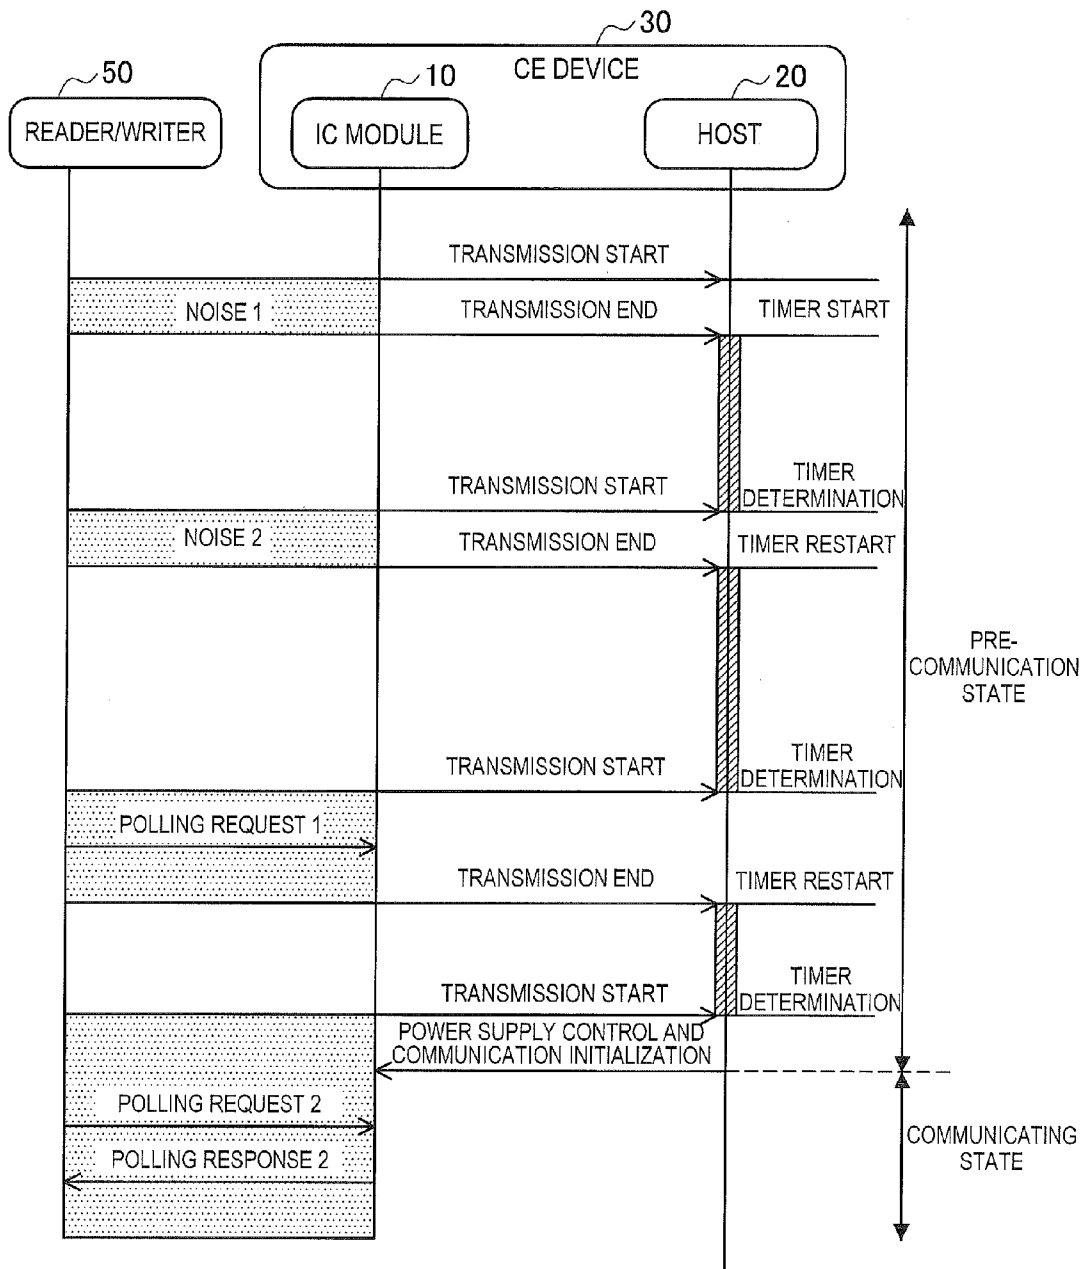 30
CE DEVICE
50
10
20
READER/WRITER
IC MODULE
HOST
TRANSMISSION START
NOISE 1
TRANSMISSION END
TIMER START
TRANSMISSION START
TIMER
DETERMINATION
NOISE 2
TRANSMISSION END
TIMER RESTART
PRE-
COMMUNICATION
STATE
TRANSMISSION START
TIMER
DETERMINATION
POLLING REQUEST 1
TRANSMISSION END
TIMER RESTART
TRANSMISSION START
TIMER
DETERMINATION
POWER SUPPLY CONTROL AND
COMMUNICATION INITIALIZATION
POLLING REQUEST 2
COMMUNICATING
STATE
POLLING RESPONSE 2